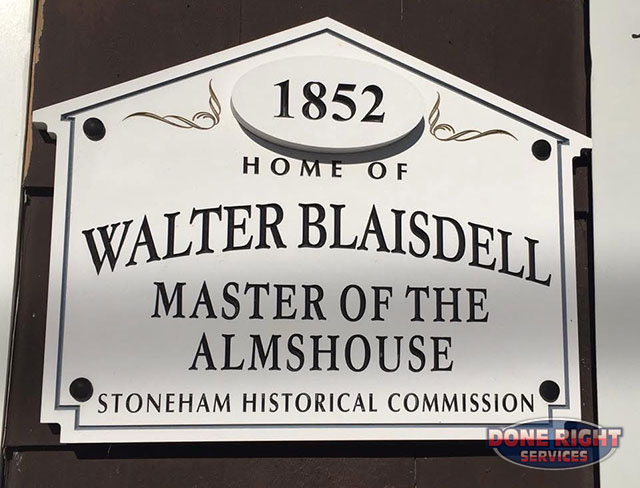 1852
HOME OF
WALTER BLAISDELL
MASTER OF THE
ALMSHOUSE
STONEHAM HISTORICAL COMMISSION
DONE RIGHT
SERVICES